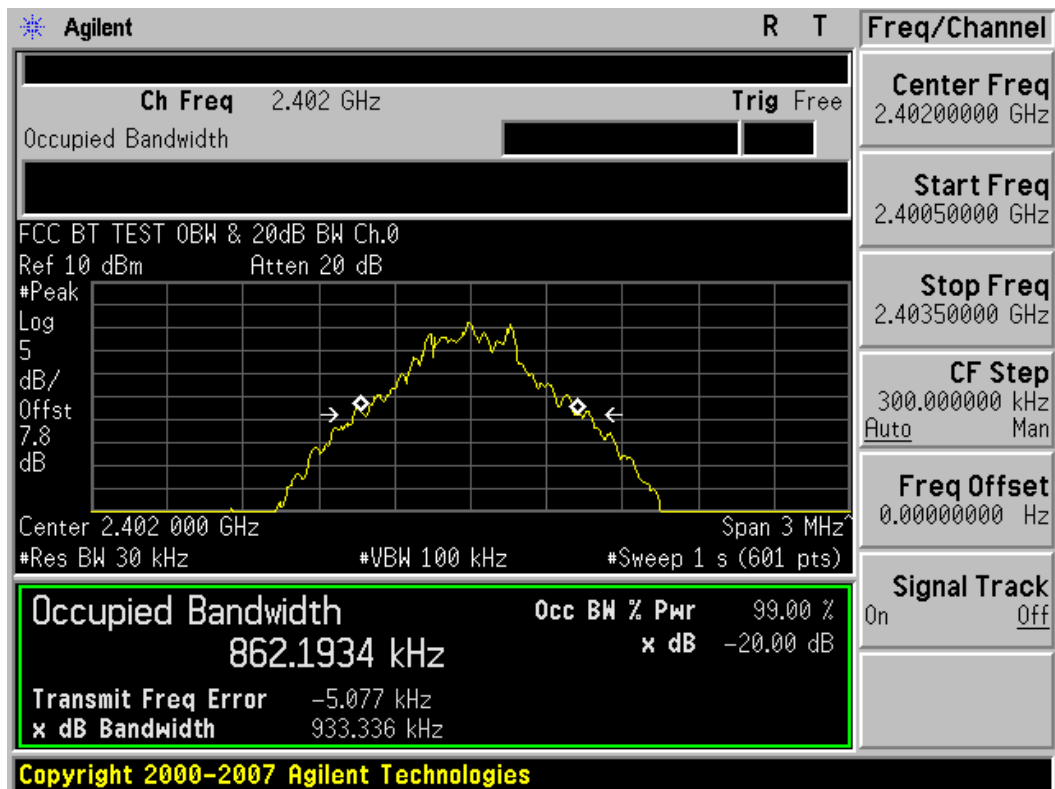 Agilent R T Freq/Channel
Ch Freq 2.402 GHz Trig Free
Occupied Bandwidth
Center Freq
2.40200000 GHz
Start Freq
2.40050000 GHz
FCC BT TEST OBW & 20dB BW Ch.0
Ref 10 dBm Atten 20 dB
#Peak
Log
5
dB/
Offst
7.8
dB
Stop Freq
2.40350000 GHz
CF Step
300.000000 kHz
Auto Man
Freq Offset
0.00000000 Hz
Center 2.402 000 GHz Span 3 MHz^
#Res BW 30 kHz #VBW 100 kHz #Sweep 1 s (601 pts)
Signal Track
On Off
Occupied Bandwidth Occ BW % Pwr 99.00 %
862.1934 kHz x dB -20.00 dB
Transmit Freq Error -5.077 kHz
x dB Bandwidth 933.336 kHz
Copyright 2000-2007 Agilent Technologies